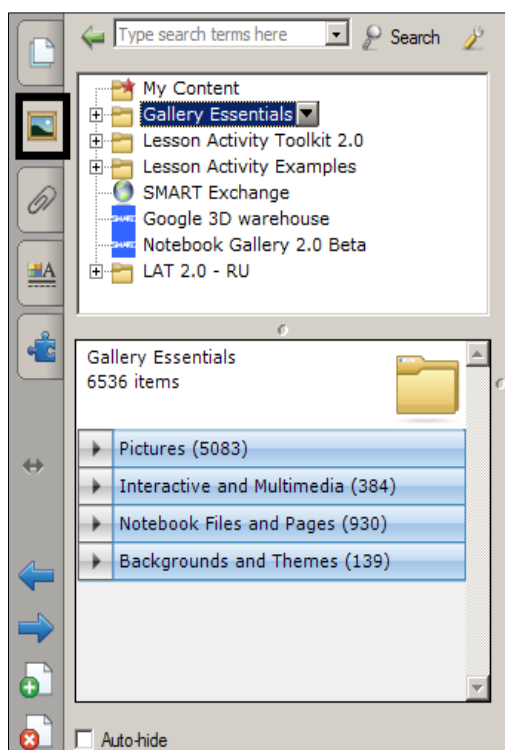 Type search terms here
Search
My Content
Gallery Essentials
Lesson Activity Toolkit 2.0
Lesson Activity Examples
SMART Exchange
Google 3D warehouse
Notebook Gallery 2.0 Beta
LAT 2.0 - RU
Gallery Essentials
6536 items
Pictures (5083)
Interactive and Multimedia (384)
Notebook Files and Pages (930)
Backgrounds and Themes (139)
Auto-hide